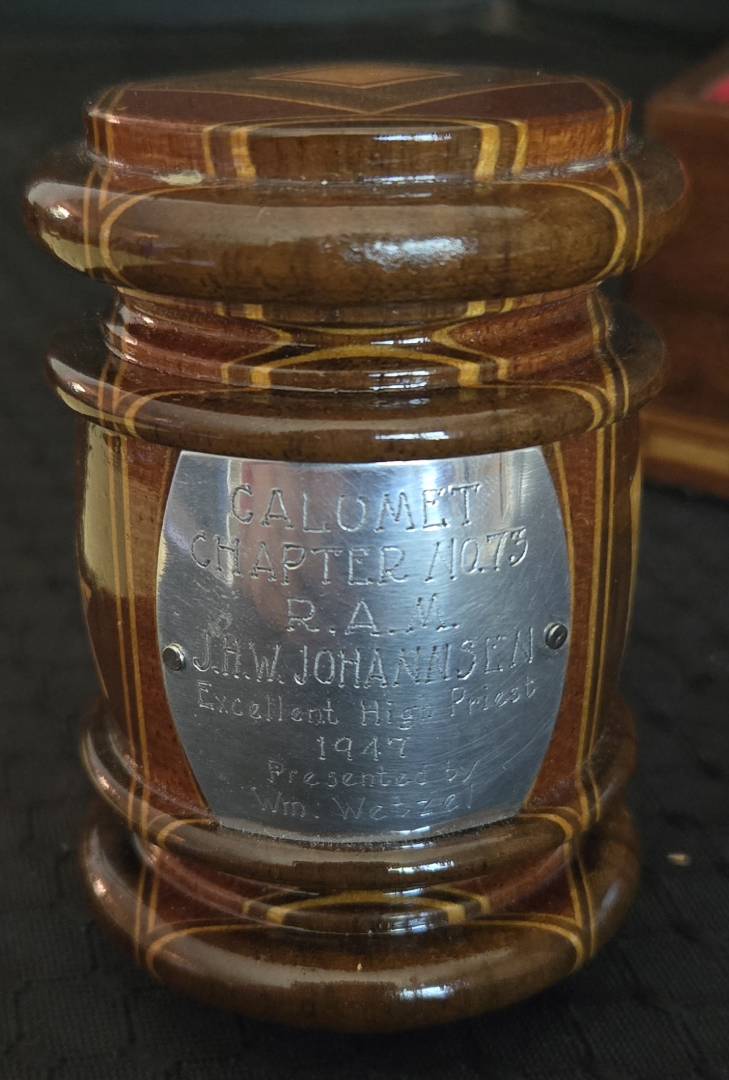 CALUMET
CHAPTER NO.73
R.A.M.
J.H.W. JOHANNSEN
Excellent High Priest
1947
Presented by
Wm. Wetzel